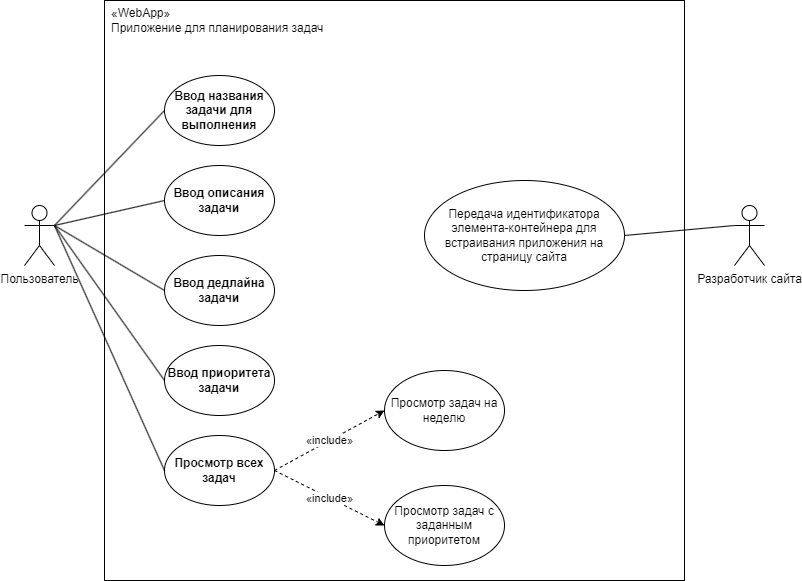 «WebApp»
Приложение для планирования задач
Ввод названия
задачи для
выполнения
Ввод описания
задачи
Ввод дедлайна
задачи
Ввод приоритета
задачи
Просмотр всех
задач
Пользователь
Передача идентификатора
элемента-контейнера для
встраивания приложения на
страницу сайта
Разработчик сайта
«include»
Просмотр задач на
неделю
«include»
Просмотр задач с
заданным
приоритетом